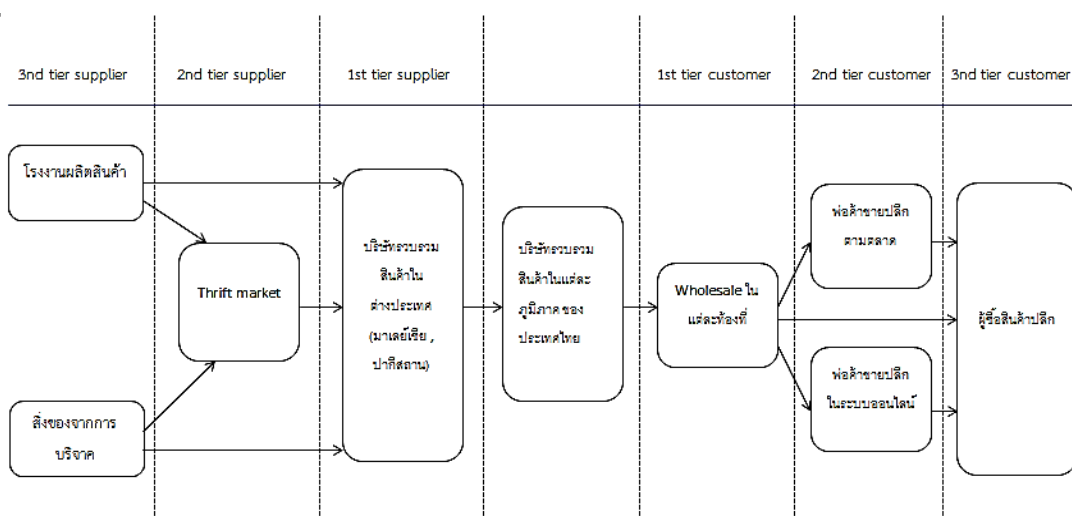 3nd tier supplier
2nd tier supplier
1st tier supplier
1st tier customer
2nd tier customer
3nd tier customer
โรงงานผลิตสินค้า
สิ่งของจากการ
บริจาค
Thrift market
บริษัทรวบรวม
สินค้าใน
ต่างประเทศ
(มาเลย์เซีย ,
ปากีสถาน)
บริษัทรวบรวม
สินค้าในแต่ละ
ภูมิภาค ของ
ประเทศไทย
Wholesale ใน
แต่ละท้องที่
พ่อค้าขายปลีก
ตามตลาด
พ่อค้าขายปลีก
ในระบบออนไลน์
ผู้ซื้อสินค้าปลีก